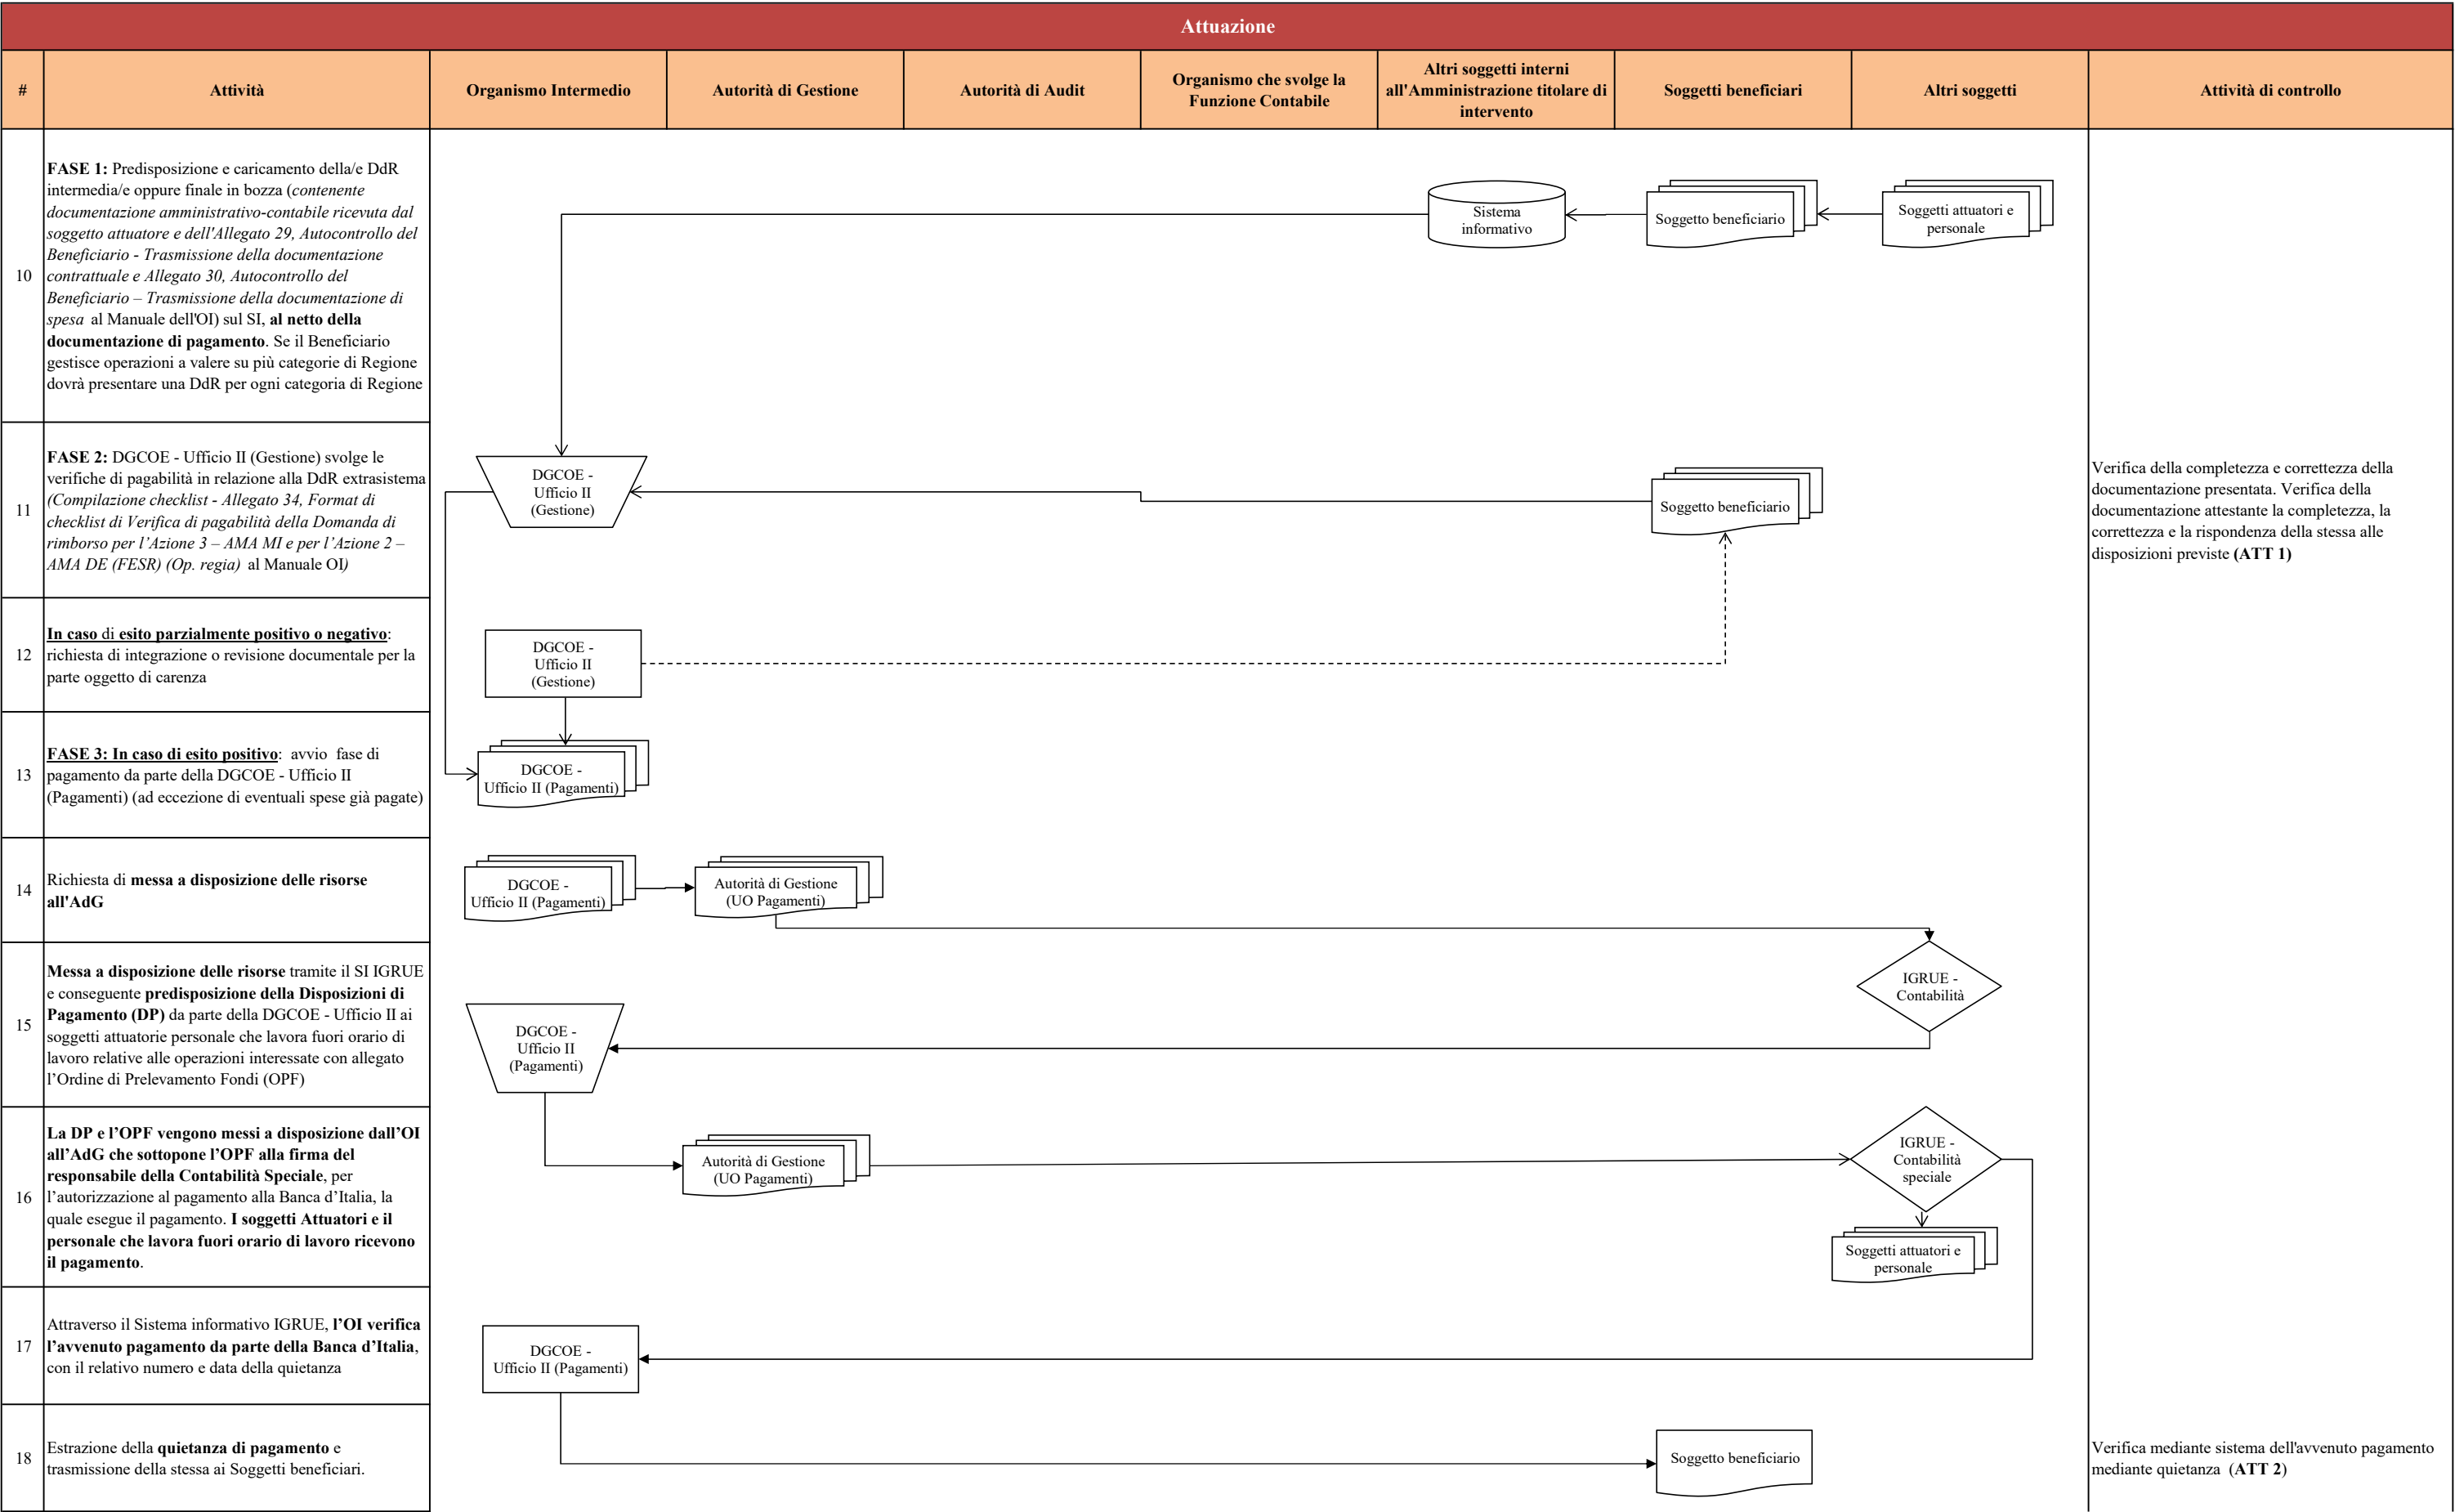 Attuazione
#
Attività
Organismo Intermedio
Autorità di Gestione
Autorità di Audit
Organismo che svolge la
Funzione Contabile
Altri soggetti interni
all'Amministrazione titolare di
intervento
Soggetti beneficiari
Altri soggetti
Attività di controllo
10
FASE 1: Predisposizione e caricamento della/e DdR
intermedia/e oppure finale in bozza (contenente
documentazione amministrativo-contabile ricevuta dal
soggetto attuatore e dell'Allegato 29, Autocontrollo del
Beneficiario - Trasmissione della documentazione
contrattuale e Allegato 30, Autocontrollo del
Beneficiario – Trasmissione della documentazione di
spesa al Manuale dell'OI) sul SI, al netto della
documentazione di pagamento. Se il Beneficiario
gestisce operazioni a valere su più categorie di Regione
dovrà presentare una DdR per ogni categoria di Regione
Sistema
informativo
Soggetto beneficiario
Soggetti attuatori e
personale
11
FASE 2: DGCOE - Ufficio II (Gestione) svolge le
verifiche di pagabilità in relazione alla DdR extrasistema
(Compilazione checklist - Allegato 34, Format di
checklist di Verifica di pagabilità della Domanda di
rimborso per l’Azione 3 – AMA MI e per l’Azione 2 –
AMA DE (FESR) (Op. regia) al Manuale OI)
DGCOE -
Ufficio II
(Gestione)
Soggetto beneficiario
Verifica della completezza e correttezza della
documentazione presentata. Verifica della
documentazione attestante la completezza, la
correttezza e la rispondenza della stessa alle
disposizioni previste (ATT 1)
12
In caso di esito parzialmente positivo o negativo:
richiesta di integrazione o revisione documentale per la
parte oggetto di carenza
DGCOE -
Ufficio II
(Gestione)
13
FASE 3: In caso di esito positivo: avvio fase di
pagamento da parte della DGCOE - Ufficio II
(Pagamenti) (ad eccezione di eventuali spese già pagate)
DGCOE -
Ufficio II (Pagamenti)
14
Richiesta di messa a disposizione delle risorse
all'AdG
DGCOE -
Ufficio II (Pagamenti)
Autorità di Gestione
(UO Pagamenti)
15
Messa a disposizione delle risorse tramite il SI IGRUE
e conseguente predisposizione della Disposizioni di
Pagamento (DP) da parte della DGCOE - Ufficio II ai
soggetti attuatorie personale che lavora fuori orario di
lavoro relative alle operazioni interessate con allegato
l’Ordine di Prelevamento Fondi (OPF)
DGCOE -
Ufficio II
(Pagamenti)
IGRUE -
Contabilità
16
La DP e l’OPF vengono messi a disposizione dall’OI
all’AdG che sottopone l’OPF alla firma del
responsabile della Contabilità Speciale, per
l’autorizzazione al pagamento alla Banca d’Italia, la
quale esegue il pagamento. I soggetti Attuatori e il
personale che lavora fuori orario di lavoro ricevono
il pagamento.
Autorità di Gestione
(UO Pagamenti)
IGRUE -
Contabilità
speciale
Soggetti attuatori e
personale
17
Attraverso il Sistema informativo IGRUE, l’OI verifica
l’avvenuto pagamento da parte della Banca d’Italia,
con il relativo numero e data della quietanza
DGCOE -
Ufficio II (Pagamenti)
18
Estrazione della quietanza di pagamento e
trasmissione della stessa ai Soggetti beneficiari.
Soggetto beneficiario
Verifica mediante sistema dell'avvenuto pagamento
mediante quietanza (ATT 2)